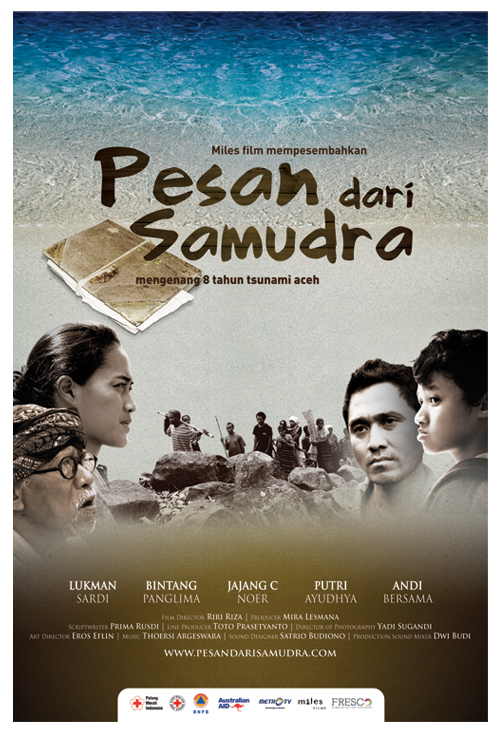 Miles film mempesembahkan
Pesan dari
Samudra
mengenang 8 tahun tsunami aceh
LUKMAN SARDI
BINTANG PANGLIMA
JAJANG C NOER
PUTRI AYUDHYA
ANDI BERSAMA
Film Director Riri Riza | Producer Mira Lesmana
Scriptwriter Prima Rusdi | Line Producer Toto Prasetyanto | Director of Photography Yadi Sugandi
Art Director Eros Eflin | Music Thoersi Argeswara | Sound Designer Satrio Budiono | Production Sound Mixer Dwi Budi
www.pesandarisamudra.com
Palang Merah Indonesia
BNPB
Australian AID
METRO TV
miles FILMS
FRESCO